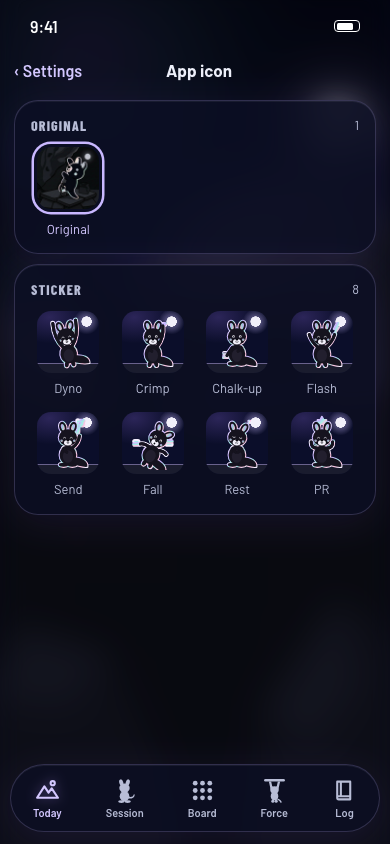 9:41
‹ Settings
App icon
ORIGINAL 1
Original
STICKER 8
Dyno Crimp Chalk-up Flash
Send Fall Rest PR
Today Session Board Force Log